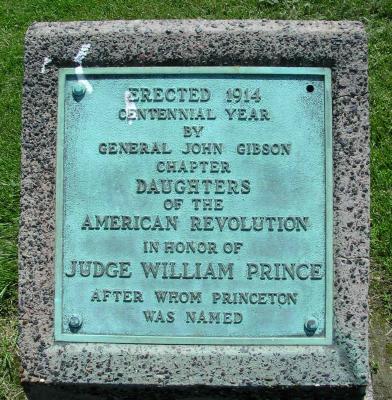 ERECTED 1914
CENTENNIAL YEAR
BY
GENERAL JOHN GIBSON
CHAPTER
DAUGHTERS
OF THE
AMERICAN REVOLUTION
IN HONOR OF
JUDGE WILLIAM PRINCE
AFTER WHOM PRINCETON
WAS NAMED